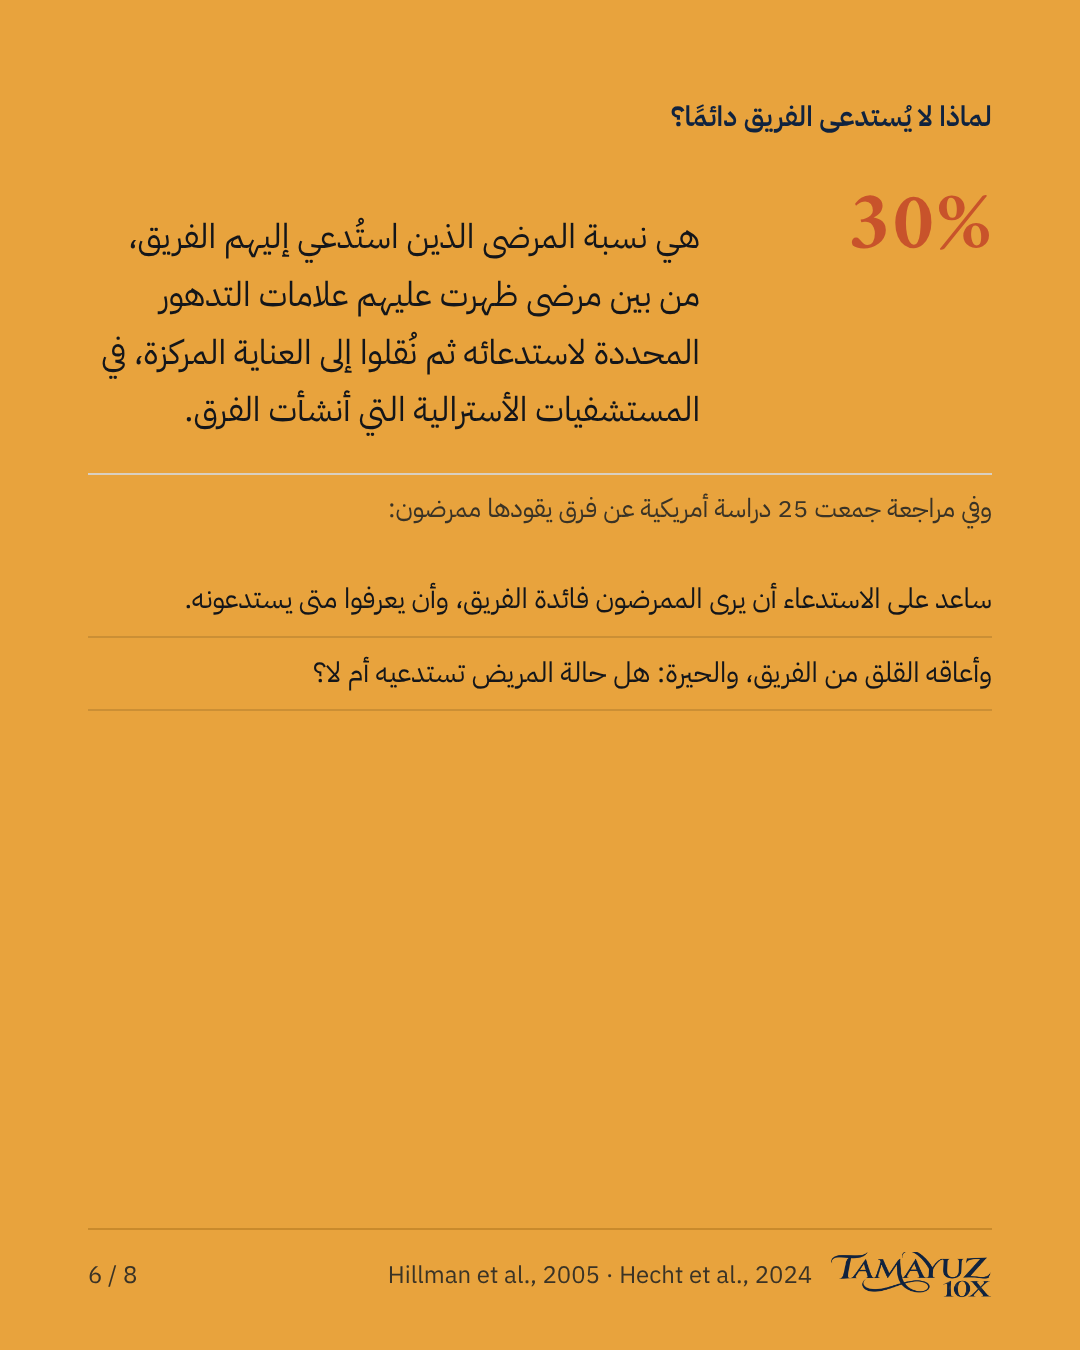 لماذا لا يُستدعى الفريق دائمًا؟
30%
هي نسبة المرضى الذين استُدعي إليهم الفريق،
من بين مرضى ظهرت عليهم علامات التدهور
المحددة لاستدعائه ثم نُقلوا إلى العناية المركزة، في
المستشفيات الأسترالية التي أنشأت الفرق.
وفي مراجعة جمعت 25 دراسة أمريكية عن فرق يقودها ممرضون:
ساعد على الاستدعاء أن يرى الممرضون فائدة الفريق، وأن يعرفوا متى يستدعونه.
وأعاقه القلق من الفريق، والحيرة: هل حالة المريض تستدعيه أم لا؟
TAMAYUZ
10X
Hillman et al., 2005 · Hecht et al., 2024
6 / 8